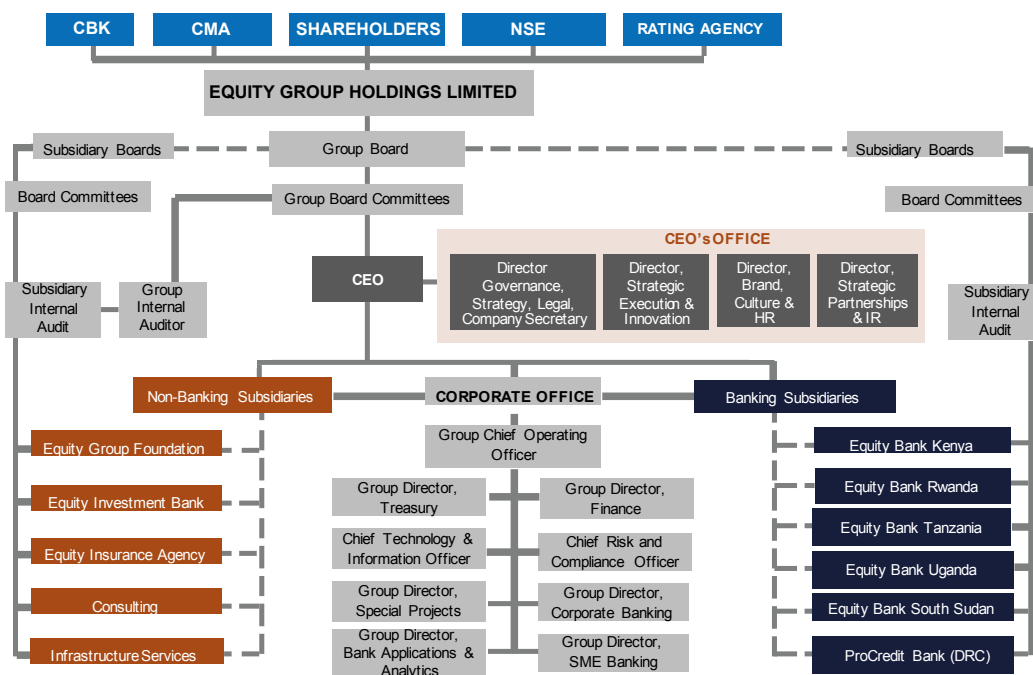 CBK
CMA
SHAREHOLDERS
NSE
RATING AGENCY
EQUITY GROUP HOLDINGS LIMITED
Subsidiary Boards
Group Board
Subsidiary Boards
Board Committees
Group Board Committees
Board Committees
CEO's OFFICE
CEO
Director
Governance,
Strategy, Legal,
Company Secretary
Director,
Strategic
Execution &
Innovation
Director,
Brand,
Culture &
HR
Director,
Strategic
Partnerships
& IR
Subsidiary
Internal
Audit
Group
Internal
Auditor
Subsidiary
Internal
Audit
Non-Banking Subsidiaries
CORPORATE OFFICE
Banking Subsidiaries
Equity Group Foundation
Equity Investment Bank
Equity Insurance Agency
Consulting
Infrastructure Services
Group Chief Operating
Officer
Group Director,
Treasury
Group Director,
Finance
Chief Technology &
Information Officer
Chief Risk and
Compliance Officer
Group Director,
Special Projects
Group Director,
Corporate Banking
Group Director,
Bank Applications &
Analytics
Group Director,
SME Banking
Equity Bank Kenya
Equity Bank Rwanda
Equity Bank Tanzania
Equity Bank Uganda
Equity Bank South Sudan
ProCredit Bank (DRC)